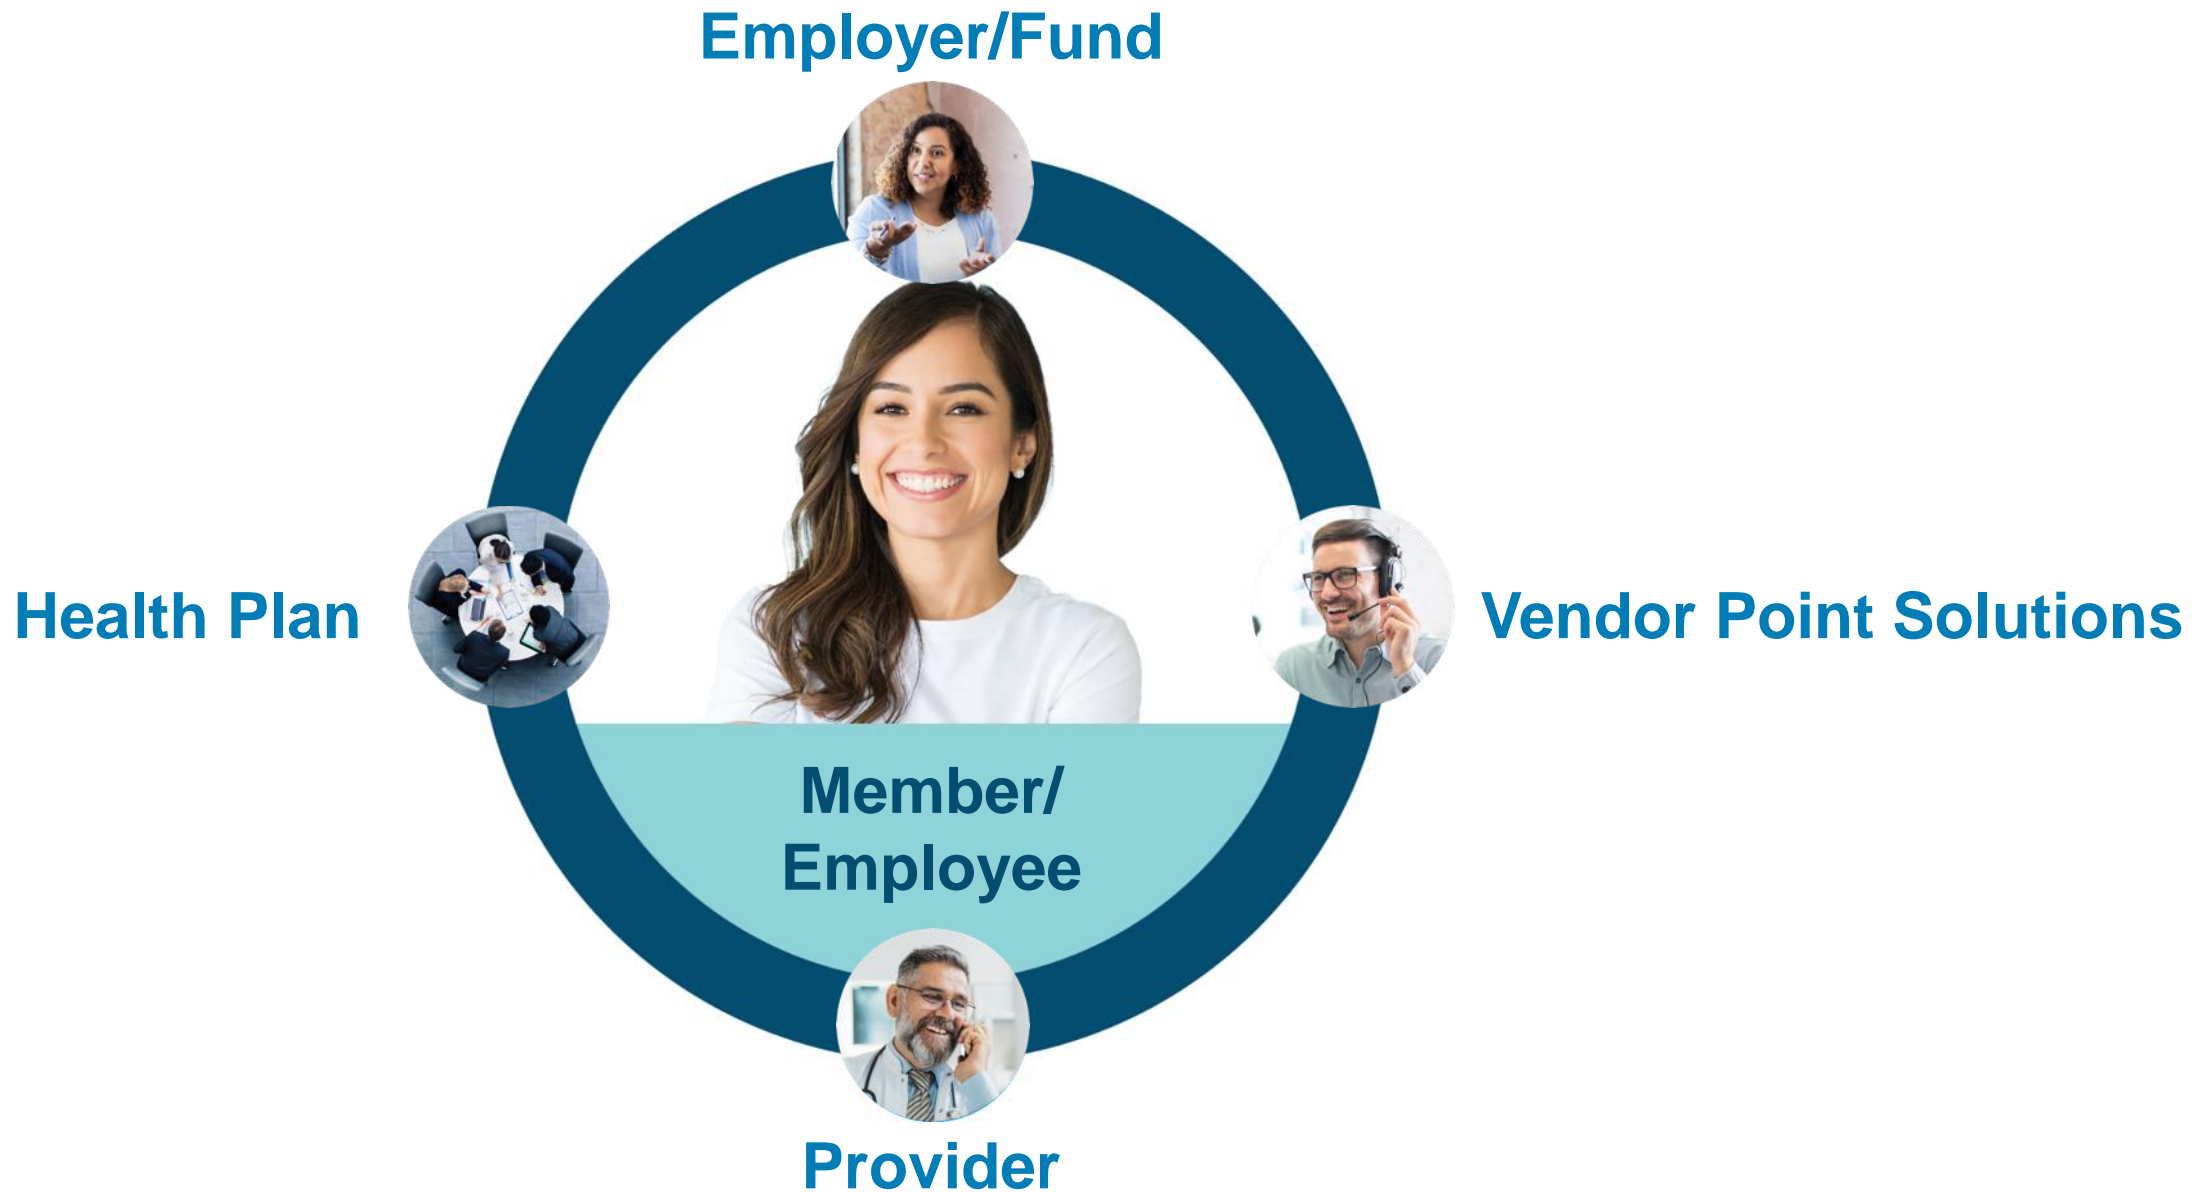 Employer/Fund
Health Plan
Vendor Point Solutions
Member/
Employee
Provider